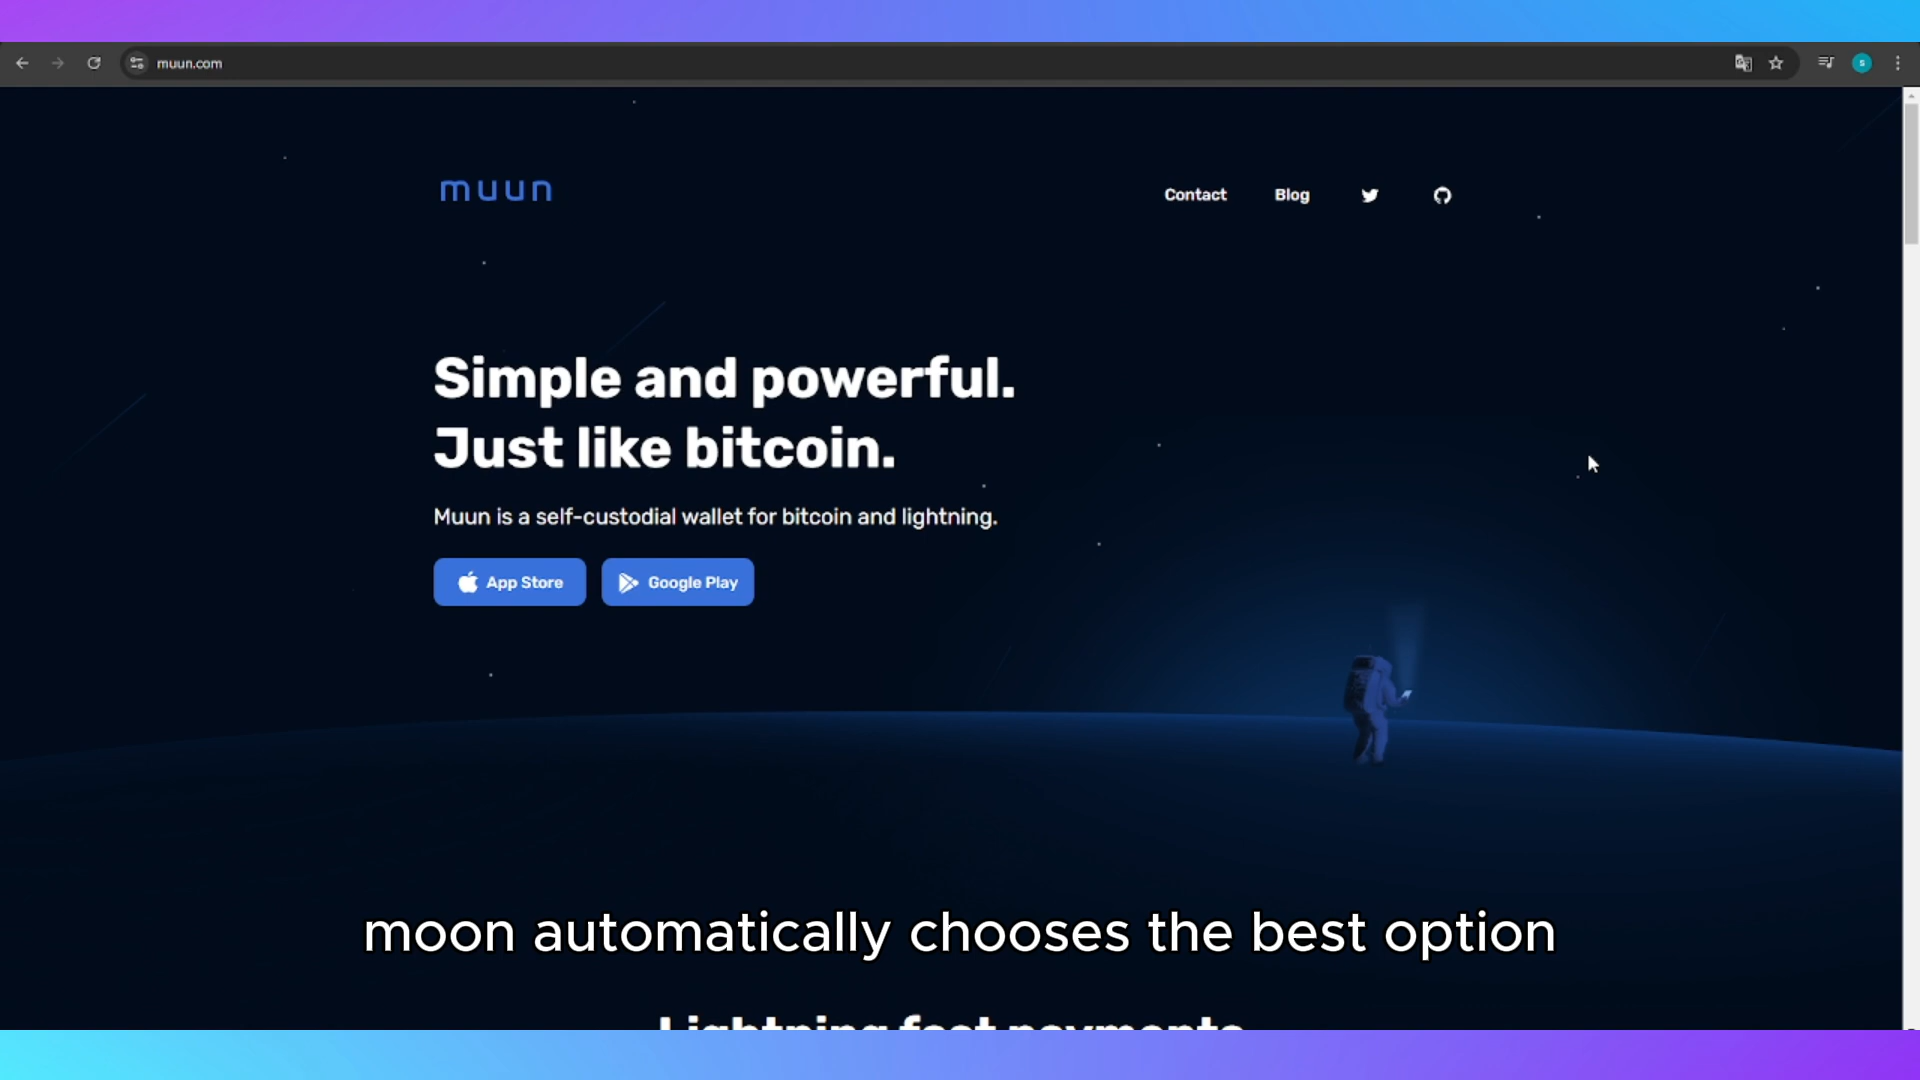 muun.com
S
muun
Contact
Blog
Simple and powerful.
Just like bitcoin.
Muun is a self-custodial wallet for bitcoin and lightning.
App Store
Google Play
moon automatically chooses the best option
Lightning fast payments